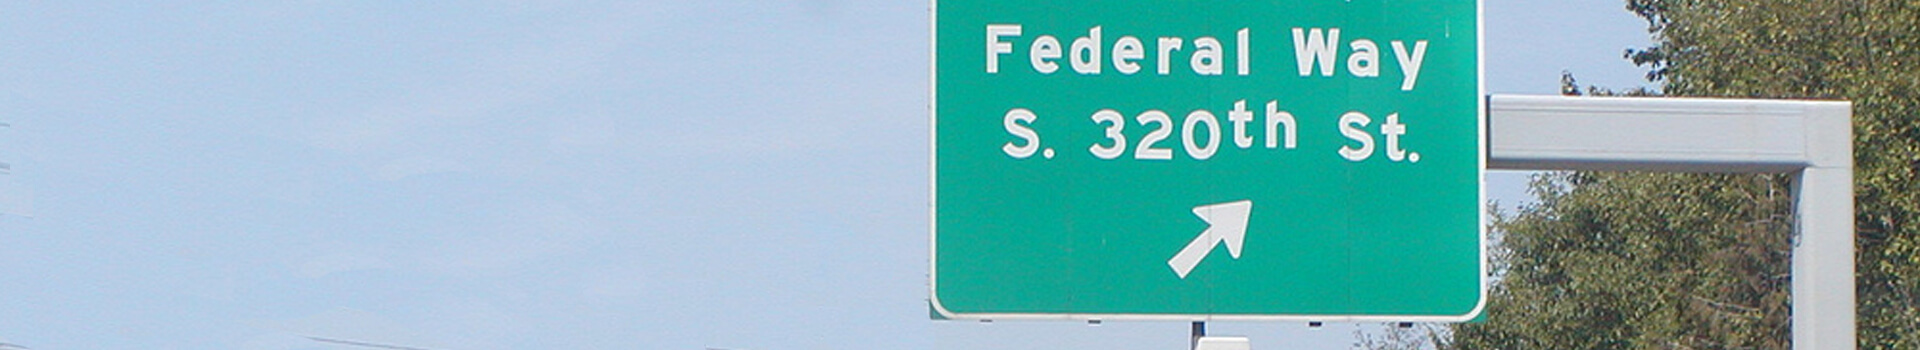 Federal Way
S. 320th St.